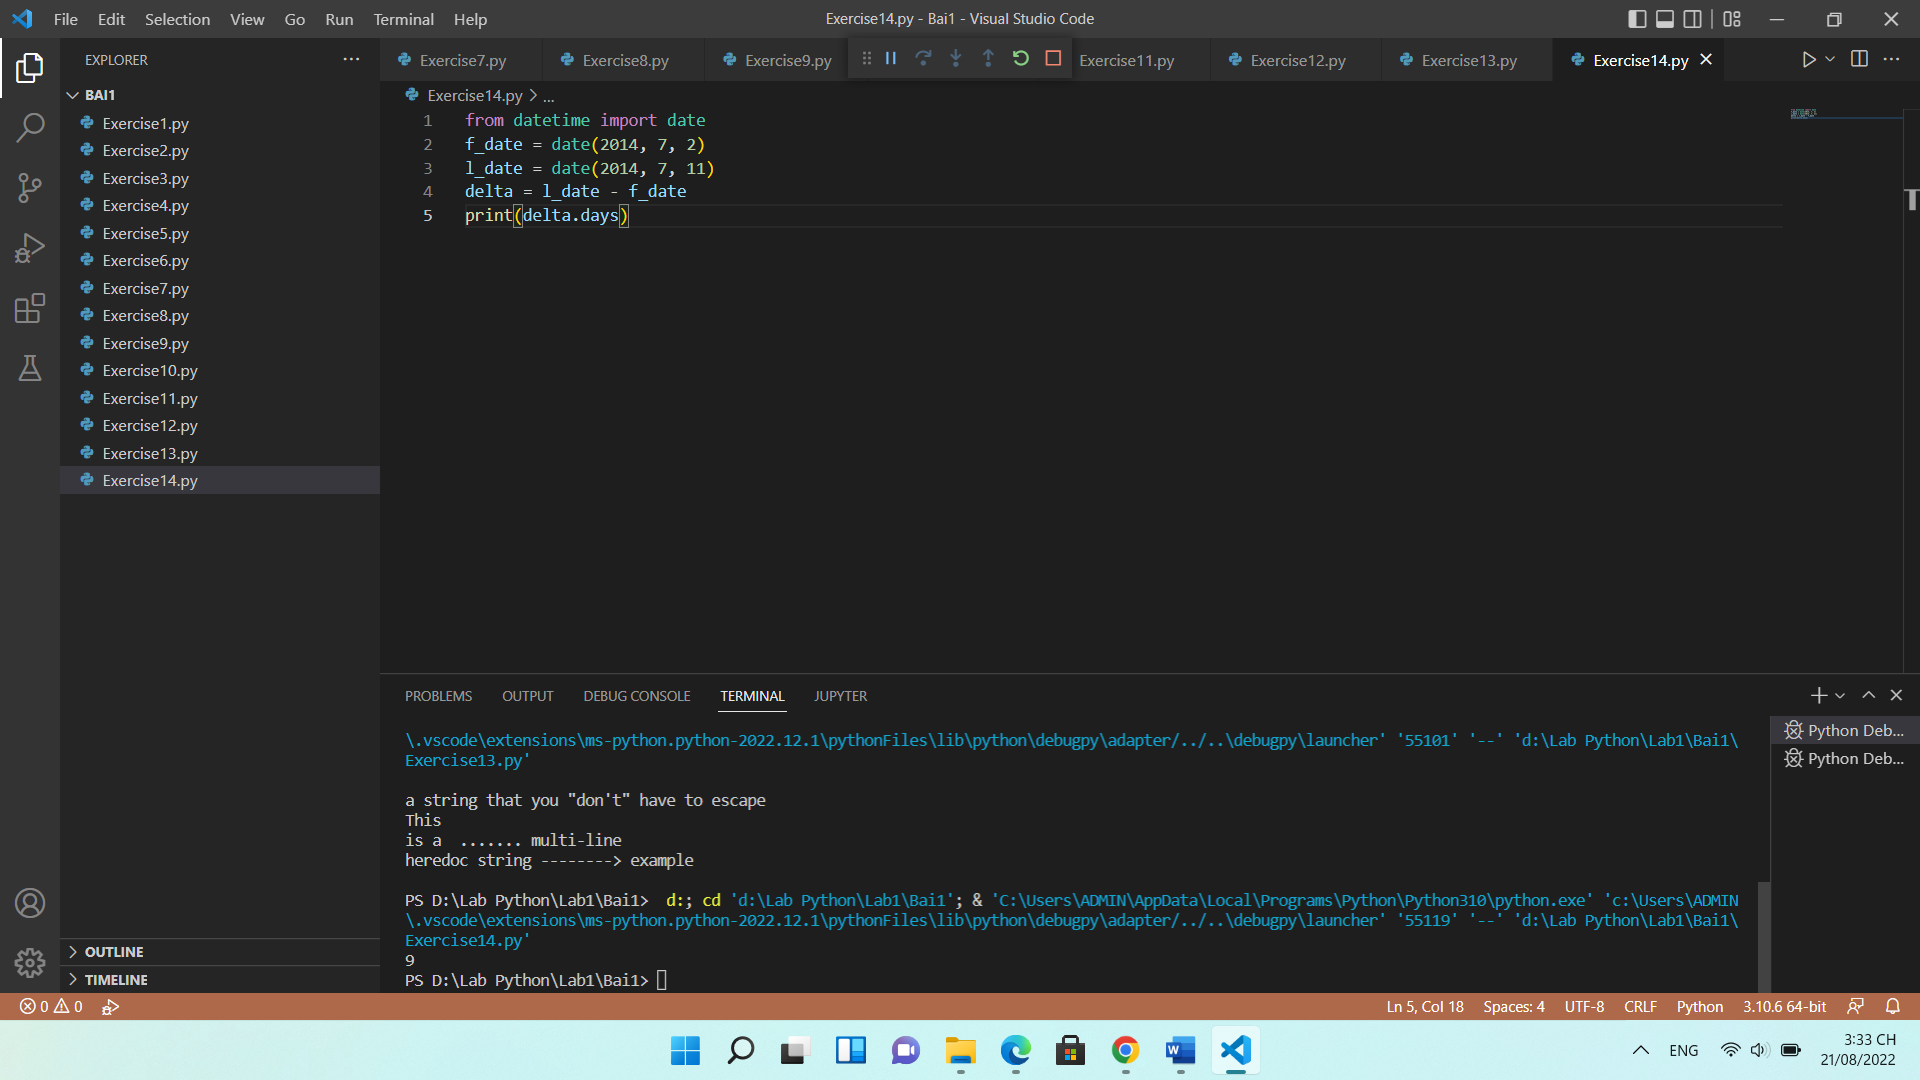 File Edit Selection View Go Run Terminal Help
Exercise14.py - Bai1 - Visual Studio Code
EXPLORER
BAI1
Exercise1.py
Exercise2.py
Exercise3.py
Exercise4.py
Exercise5.py
Exercise6.py
Exercise7.py
Exercise8.py
Exercise9.py
Exercise10.py
Exercise11.py
Exercise12.py
Exercise13.py
Exercise14.py
OUTLINE
TIMELINE
Exercise7.py Exercise8.py Exercise9.py Exercise11.py Exercise12.py Exercise13.py Exercise14.py
Exercise14.py > ...
1 from datetime import date
2 f_date = date(2014, 7, 2)
3 l_date = date(2014, 7, 11)
4 delta = l_date - f_date
5 print(delta.days)
PROBLEMS OUTPUT DEBUG CONSOLE TERMINAL JUPYTER
\.vscode\extensions\ms-python.python-2022.12.1\pythonFiles\lib\python\debugpy\adapter/../..\debugpy\launcher' '55101' '--' 'd:\Lab Python\Lab1\Bai1\
Exercise13.py'
a string that you "don't" have to escape
This
is a  ....... multi-line
heredoc string --------> example
PS D:\Lab Python\Lab1\Bai1>  d:; cd 'd:\Lab Python\Lab1\Bai1'; & 'C:\Users\ADMIN\AppData\Local\Programs\Python\Python310\python.exe' 'c:\Users\ADMIN
\.vscode\extensions\ms-python.python-2022.12.1\pythonFiles\lib\python\debugpy\adapter/../..\debugpy\launcher' '55119' '--' 'd:\Lab Python\Lab1\Bai1\
Exercise14.py'
9
PS D:\Lab Python\Lab1\Bai1>
Python Deb...
Python Deb...
0 0
Ln 5, Col 18 Spaces: 4 UTF-8 CRLF Python 3.10.6 64-bit
ENG
3:33 CH
21/08/2022